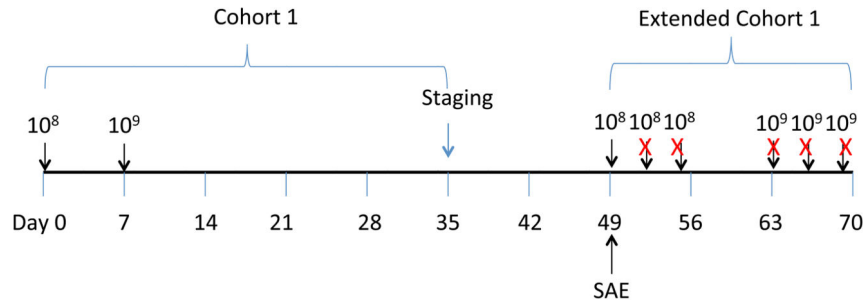 Cohort 1 Extended Cohort 1
Staging
10⁸ 10⁹ 10⁸ 10⁸ 10⁸ 10⁹ 10⁹ 10⁹
X X X X X
Day 0 7 14 21 28 35 42 49 56 63 70
SAE